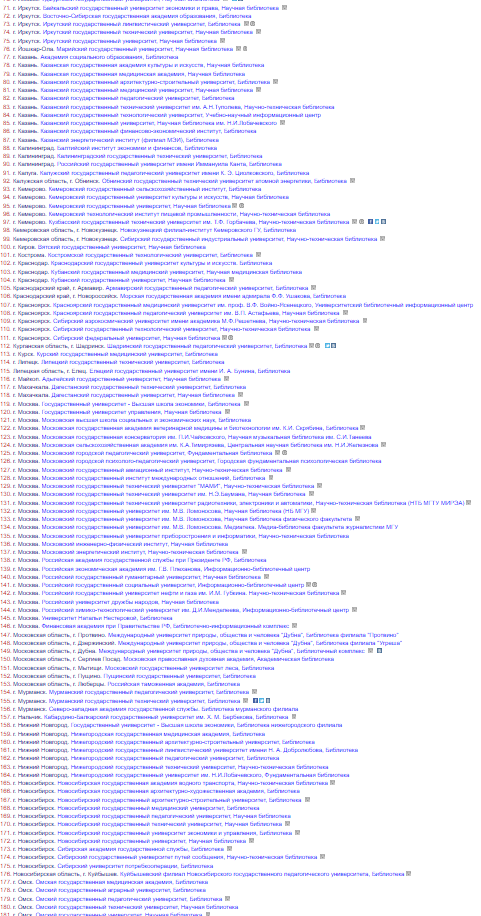 71. г. Иркутск. Байкальский государственный университет экономики и права, Научная библиотека
72. г. Иркутск. Восточно-Сибирская государственная академия образования, Библиотека
73. г. Иркутск. Иркутский государственный лингвистический университет, Библиотека
74. г. Иркутск. Иркутский государственный технический университет, Библиотека
75. г. Иркутск. Иркутский государственный университет, Научная библиотека
76. г. Йошкар-Ола. Марийский государственный университет, Научная библиотека
77. г. Казань. Академия социального образования, Библиотека
78. г. Казань. Казанская государственная академия культуры и искусств, Научная библиотека
79. г. Казань. Казанская государственная медицинская академия, Научная библиотека
80. г. Казань. Казанский государственный архитектурно-строительный университет, Библиотека
81. г. Казань. Казанский государственный медицинский университет, Научная библиотека
82. г. Казань. Казанский государственный педагогический университет, Библиотека
83. г. Казань. Казанский государственный технический университет им. А.Н.Туполева, Научно-техническая библиотека
84. г. Казань. Казанский государственный технологический университет, Учебно-научный информационный центр
85. г. Казань. Казанский государственный университет, Научная библиотека им. Н.И.Лобачевского
86. г. Казань. Казанский государственный финансово-экономический институт, Библиотека
87. г. Казань. Казанский энергетический институт (филиал МЭИ), Библиотека
88. г. Калининград. Балтийский институт экономики и финансов, Библиотека
89. г. Калининград. Калининградский государственный технический университет, Библиотека
90. г. Калининград. Российский государственный университет имени Иммануила Канта, Библиотека
91. г. Калуга. Калужский государственный педагогический университет имени К. Э. Циолковского, Библиотека
92. Калужская область, г. Обнинск. Обнинский государственный технический университет атомной энергетики, Библиотека
93. г. Кемерово. Кемеровский государственный сельскохозяйственный институт, Библиотека
94. г. Кемерово. Кемеровский государственный университет культуры и искусств, Научная библиотека
95. г. Кемерово. Кемеровский государственный университет, Научная библиотека
96. г. Кемерово. Кемеровский технологический институт пищевой промышленности, Научно-техническая библиотека
97. г. Кемерово. Кузбасский государственный технический университет им. Т.Ф. Горбачева, Научно-техническая библиотека
98. Кемеровская область, г. Новокузнецк. Новокузнецкий филиал-институт Кемеровского ГУ, Библиотека
99. Кемеровская область, г. Новокузнецк. Сибирский государственный индустриальный университет, Научно-техническая библиотека
100. г. Киров. Вятский государственный университет, Научная библиотека
101. г. Кострома. Костромской государственный технологический университет, Библиотека
102. г. Краснодар. Краснодарский государственный университет культуры и искусств, Библиотека
103. г. Краснодар. Кубанский государственный медицинский университет, Научная медицинская библиотека
104. г. Краснодар. Кубанский государственный университет, Научная библиотека
105. Краснодарский край, г. Армавир. Армавирский государственный педагогический университет, Библиотека
106. Краснодарский край, г. Новороссийск. Морская государственная академия имени адмирала Ф.Ф. Ушакова, Библиотека
107. г. Красноярск. Красноярский государственный медицинский университет им. проф. В.Ф. Войно-Ясенецкого, Университетский библиотечный информационный центр
108. г. Красноярск. Красноярский государственный педагогический университет им. В.П. Астафьева, Научная библиотека
109. г. Красноярск. Сибирский аэрокосмический университет имени академика М.Ф.Решетнева, Научно-техническая библиотека
110. г. Красноярск. Сибирский государственный технологический университет, Научно-техническая библиотека
111. г. Красноярск. Сибирский федеральный университет, Научная библиотека
112. Курганская область, г. Шадринск. Шадринский государственный педагогический университет, Библиотека
113. г. Курск. Курский государственный медицинский университет, Библиотека
114. г. Липецк. Липецкий государственный технический университет, Библиотека
115. Липецкая область, г. Елец. Елецкий государственный университет имени И. А. Бунина, Библиотека
116. г. Майкоп. Адыгейский государственный университет, Научная библиотека
117. г. Махачкала. Дагестанский государственный технический университет, Библиотека
118. г. Махачкала. Дагестанский государственный университет, Научная библиотека
119. г. Москва. Государственный университет - Высшая школа экономики, Библиотека
120. г. Москва. Государственный университет управления, Научная библиотека
121. г. Москва. Московская высшая школа социальных и экономических наук, Библиотека
122. г. Москва. Московская государственная академия ветеринарной медицины и биотехнологии им. К.И. Скрябина, Библиотека
123. г. Москва. Московская государственная консерватория им. П.И.Чайковского, Научная музыкальная библиотека им. С.И.Танеева
124. г. Москва. Московская сельскохозяйственная академия им. К.А.Тимирязева, Центральная научная библиотека им. Н.И.Железнова
125. г. Москва. Московский городской педагогический университет, Фундаментальная библиотека
126. г. Москва. Московский городской психолого-педагогический университет, Городская фундаментальная психологическая библиотека
127. г. Москва. Московский государственный авиационный институт, Научно-техническая библиотека
128. г. Москва. Московский государственный институт международных отношений, Библиотека
129. г. Москва. Московский государственный технический университет "МАМИ", Научная библиотека
130. г. Москва. Московский государственный технический университет им. Н.Э.Баумана, Научная библиотека
131. г. Москва. Московский государственный технический университет радиотехники, электроники и автоматики, Научно-техническая библиотека (НТБ МГТУ МИРЭА)
132. г. Москва. Московский государственный университет им. М.В. Ломоносова, Научная библиотека (НБ МГУ)
133. г. Москва. Московский государственный университет им. М.В. Ломоносова, Научная библиотека физического факультета
134. г. Москва. Московский государственный университет им. М.В. Ломоносова. Медиатека. Медиа-библиотека факультета журналистики МГУ
135. г. Москва. Московский государственный университет приборостроения и информатики, Научно-техническая библиотека
136. г. Москва. Московский инженерно-физический институт, Научная библиотека
137. г. Москва. Московский энергетический институт, Научно-техническая библиотека
138. г. Москва. Российская академия государственной службы при Президенте РФ, Библиотека
139. г. Москва. Российская экономическая академия им. Г.В. Плеханова, Информационно-библиотечный центр
140. г. Москва. Российский государственный гуманитарный университет, Научная библиотека
141. г. Москва. Российский государственный социальный университет, Информационно-библиотечный центр
142. г. Москва. Российский государственный университет нефти и газа им. И.М. Губкина, Научно-техническая библиотека
143. г. Москва. Российский университет дружбы народов, Научная библиотека
144. г. Москва. Российский химико-технологический университет им. Д.И.Менделеева, Информационно-библиотечный центр
145. г. Москва. Университет Натальи Нестеровой, Библиотека
146. г. Москва. Финансовая академия при Правительстве РФ, Библиотечно-информационный комплекс
147. Московская область, г. Протвино. Международный университет природы, общества и человека "Дубна", Библиотека филиала "Протвино"
148. Московская область, г. Дзержинский. Международный университет природы, общества и человека "Дубна", Библиотека филиала "Угреша"
149. Московская область, г. Дубна. Международный университет природы, общества и человека "Дубна", Библиотечный комплекс
150. Московская область, г. Сергиев Посад. Московская православная духовная академия, Академическая библиотека
151. Московская область, г. Мытищи. Московский государственный университет леса, Библиотека
152. Московская область, г. Пущино. Пущинский государственный университет, Библиотека
153. Московская область, г. Люберцы. Российская таможенная академия, Библиотека
154. г. Мурманск. Мурманский государственный педагогический университет, Библиотека
155. г. Мурманск. Мурманский государственный технический университет, Библиотека
156. г. Мурманск. Северо-западная академия государственной службы. Библиотека мурманского филиала
157. г. Нальчик. Кабардино-Балкарский государственный университет им. Х. М. Бербекова, Библиотека
158. г. Нижний Новгород. Государственный университет - Высшая школа экономики, Библиотека нижегородского филиала
159. г. Нижний Новгород. Нижегородская государственная медицинская академия, Библиотека
160. г. Нижний Новгород. Нижегородский государственный архитектурно-строительный университет, Библиотека
161. г. Нижний Новгород. Нижегородский государственный лингвистический университет имени Н. А. Добролюбова, Библиотека
162. г. Нижний Новгород. Нижегородский государственный педагогический университет, Библиотека
163. г. Нижний Новгород. Нижегородский государственный технический университет, Научно-техническая библиотека
164. г. Нижний Новгород. Нижегородский государственный университет им. Н.И.Лобачевского, Фундаментальная библиотека
165. г. Новосибирск. Новосибирская государственная академия водного транспорта, Научно-техническая библиотека
166. г. Новосибирск. Новосибирская государственная архитектурно-художественная академия, Библиотека
167. г. Новосибирск. Новосибирский государственный архитектурно-строительный университет, Библиотека
168. г. Новосибирск. Новосибирский государственный медицинский университет, Библиотека
169. г. Новосибирск. Новосибирский государственный педагогический университет, Научная библиотека
170. г. Новосибирск. Новосибирский государственный технический университет, Научная библиотека
171. г. Новосибирск. Новосибирский государственный университет экономики и управления, Библиотека
172. г. Новосибирск. Новосибирский государственный университет, Научная библиотека
173. г. Новосибирск. Сибирская академия государственной службы, Библиотека
174. г. Новосибирск. Сибирский государственный университет путей сообщения, Научно-техническая библиотека
175. г. Новосибирск. Сибирский университет потребкооперации, Библиотека
176. Новосибирская область, г. Куйбышев. Куйбышевский филиал Новосибирского государственного педагогического университета, Библиотека
177. г. Омск. Омская государственная медицинская академия, Библиотека
178. г. Омск. Омский государственный аграрный университет, Библиотека
179. г. Омск. Омский государственный педагогический университет, Библиотека
180. г. Омск. Омский государственный технический университет, Научная библиотека
181. г. Омск. Омский государственный университет, Научная библиотека